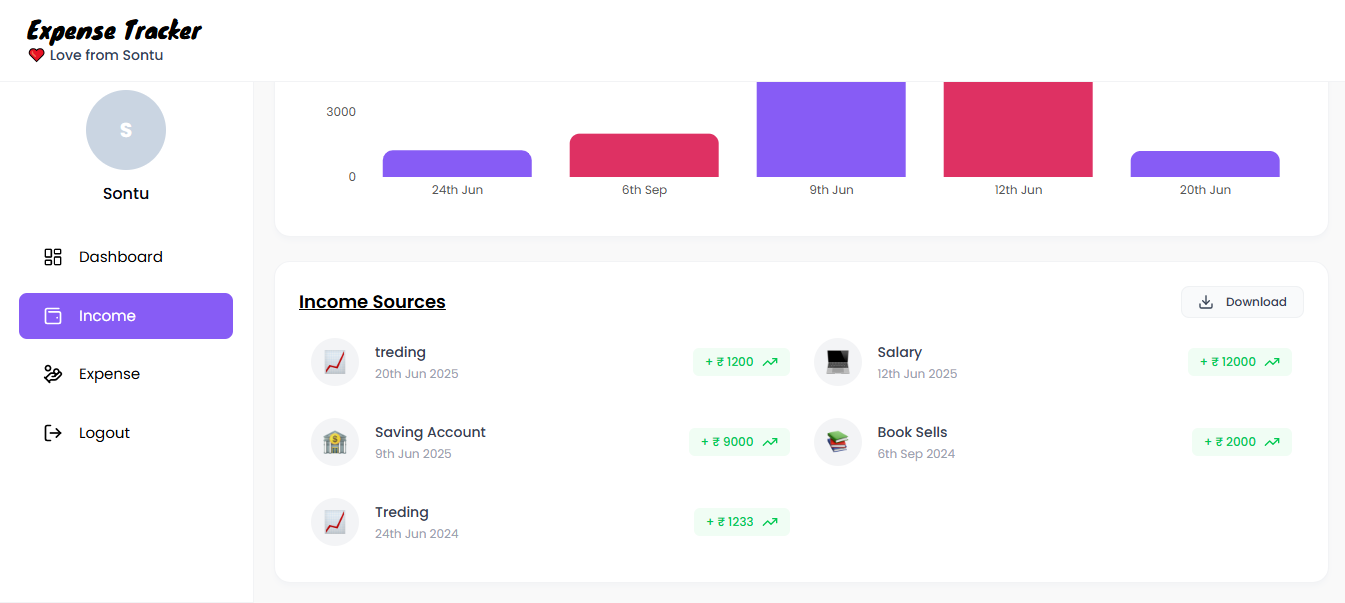 Expense Tracker
❤️ Love from Sontu
S
Sontu
Dashboard
Income
Expense
Logout
3000
0
24th Jun
6th Sep
9th Jun
12th Jun
20th Jun
Income Sources
Download
treding
20th Jun 2025
+ ₹ 1200
Salary
12th Jun 2025
+ ₹ 12000
Saving Account
9th Jun 2025
+ ₹ 9000
Book Sells
6th Sep 2024
+ ₹ 2000
Treding
24th Jun 2024
+ ₹ 1233